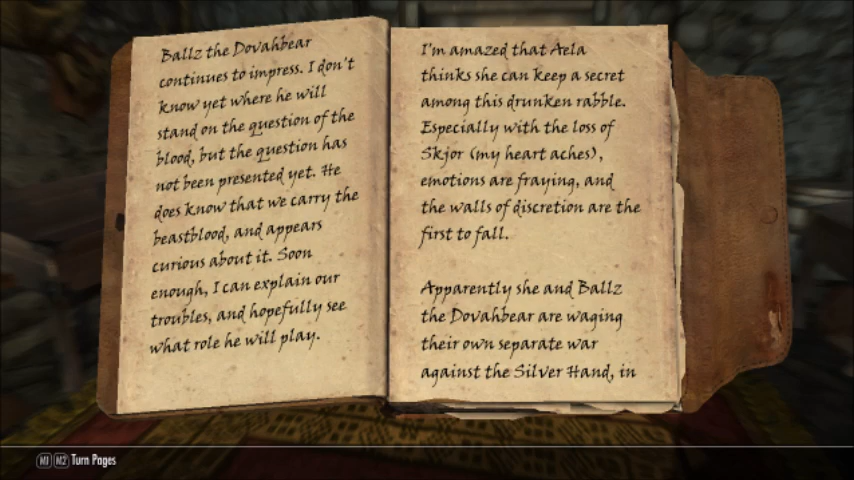 Ballz the Dovahbear
continues to impress. I don't
know yet where he will
stand on the question of the
blood, but the question has
not been presented yet. He
does know that we carry the
beastblood, and appears
curious about it. Soon
enough, I can explain our
troubles, and hopefully see
what role he will play.
I'm amazed that Aela
thinks she can keep a secret
among this drunken rabble.
Especially with the loss of
Skjor (my heart aches),
emotions are fraying, and
the walls of discretion are the
first to fall.
Apparently she and Ballz
the Dovahbear are waging
their own separate war
against the Silver Hand, in
M1 M2 Turn Pages